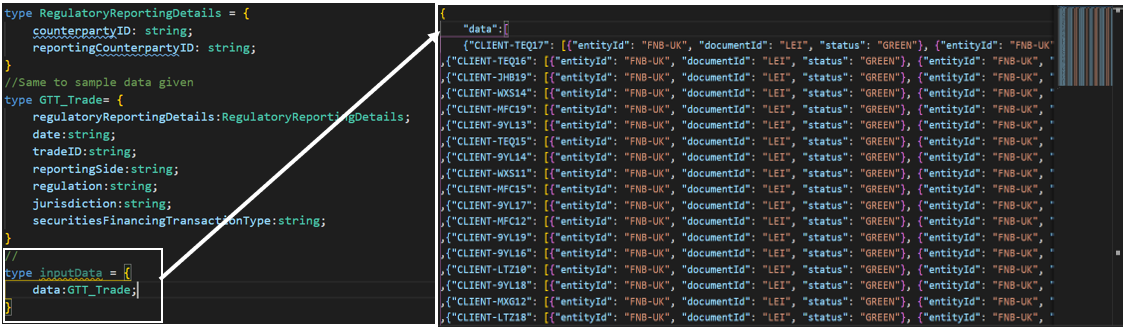 type RegulatoryReportingDetails = {
counterpartyID: string;
reportingCounterpartyID: string;
}
//Same to sample data given
type GTT_Trade= {
regulatoryReportingDetails:RegulatoryReportingDetails;
date:string;
tradeID:string;
reportingSide:string;
regulation:string;
jurisdiction:string;
securitiesFinancingTransactionType:string;
}
//
type inputData = {
data:GTT_Trade;
}
{
"data":[
{"CLIENT-TEQ17": [{"entityId": "FNB-UK", "documentId": "LEI", "status": "GREEN"}, {"entityId": "FNB-UK
,{"CLIENT-TEQ16": [{"entityId": "FNB-UK", "documentId": "LEI", "status": "GREEN"}, {"entityId": "FNB-UK", "
,{"CLIENT-JHB19": [{"entityId": "FNB-UK", "documentId": "LEI", "status": "GREEN"}, {"entityId": "FNB-UK", "
,{"CLIENT-WXS14": [{"entityId": "FNB-UK", "documentId": "LEI", "status": "GREEN"}, {"entityId": "FNB-UK", "
,{"CLIENT-MFC19": [{"entityId": "FNB-UK", "documentId": "LEI", "status": "GREEN"}, {"entityId": "FNB-UK", "
,{"CLIENT-9YL13": [{"entityId": "FNB-UK", "documentId": "LEI", "status": "GREEN"}, {"entityId": "FNB-UK", "
,{"CLIENT-TEQ15": [{"entityId": "FNB-UK", "documentId": "LEI", "status": "GREEN"}, {"entityId": "FNB-UK", "
,{"CLIENT-9YL14": [{"entityId": "FNB-UK", "documentId": "LEI", "status": "GREEN"}, {"entityId": "FNB-UK", "
,{"CLIENT-WXS11": [{"entityId": "FNB-UK", "documentId": "LEI", "status": "GREEN"}, {"entityId": "FNB-UK", "
,{"CLIENT-MFC15": [{"entityId": "FNB-UK", "documentId": "LEI", "status": "GREEN"}, {"entityId": "FNB-UK", "
,{"CLIENT-9YL17": [{"entityId": "FNB-UK", "documentId": "LEI", "status": "GREEN"}, {"entityId": "FNB-UK", "
,{"CLIENT-MFC12": [{"entityId": "FNB-UK", "documentId": "LEI", "status": "GREEN"}, {"entityId": "FNB-UK", "
,{"CLIENT-9YL19": [{"entityId": "FNB-UK", "documentId": "LEI", "status": "GREEN"}, {"entityId": "FNB-UK", "
,{"CLIENT-9YL16": [{"entityId": "FNB-UK", "documentId": "LEI", "status": "GREEN"}, {"entityId": "FNB-UK", "
,{"CLIENT-LTZ10": [{"entityId": "FNB-UK", "documentId": "LEI", "status": "GREEN"}, {"entityId": "FNB-UK", "
,{"CLIENT-9YL18": [{"entityId": "FNB-UK", "documentId": "LEI", "status": "GREEN"}, {"entityId": "FNB-UK", "
,{"CLIENT-MXG12": [{"entityId": "FNB-UK", "documentId": "LEI", "status": "GREEN"}, {"entityId": "FNB-UK", "
,{"CLIENT-LTZ18": [{"entityId": "FNB-UK", "documentId": "LEI", "status": "GREEN"}, {"entityId": "FNB-UK", "